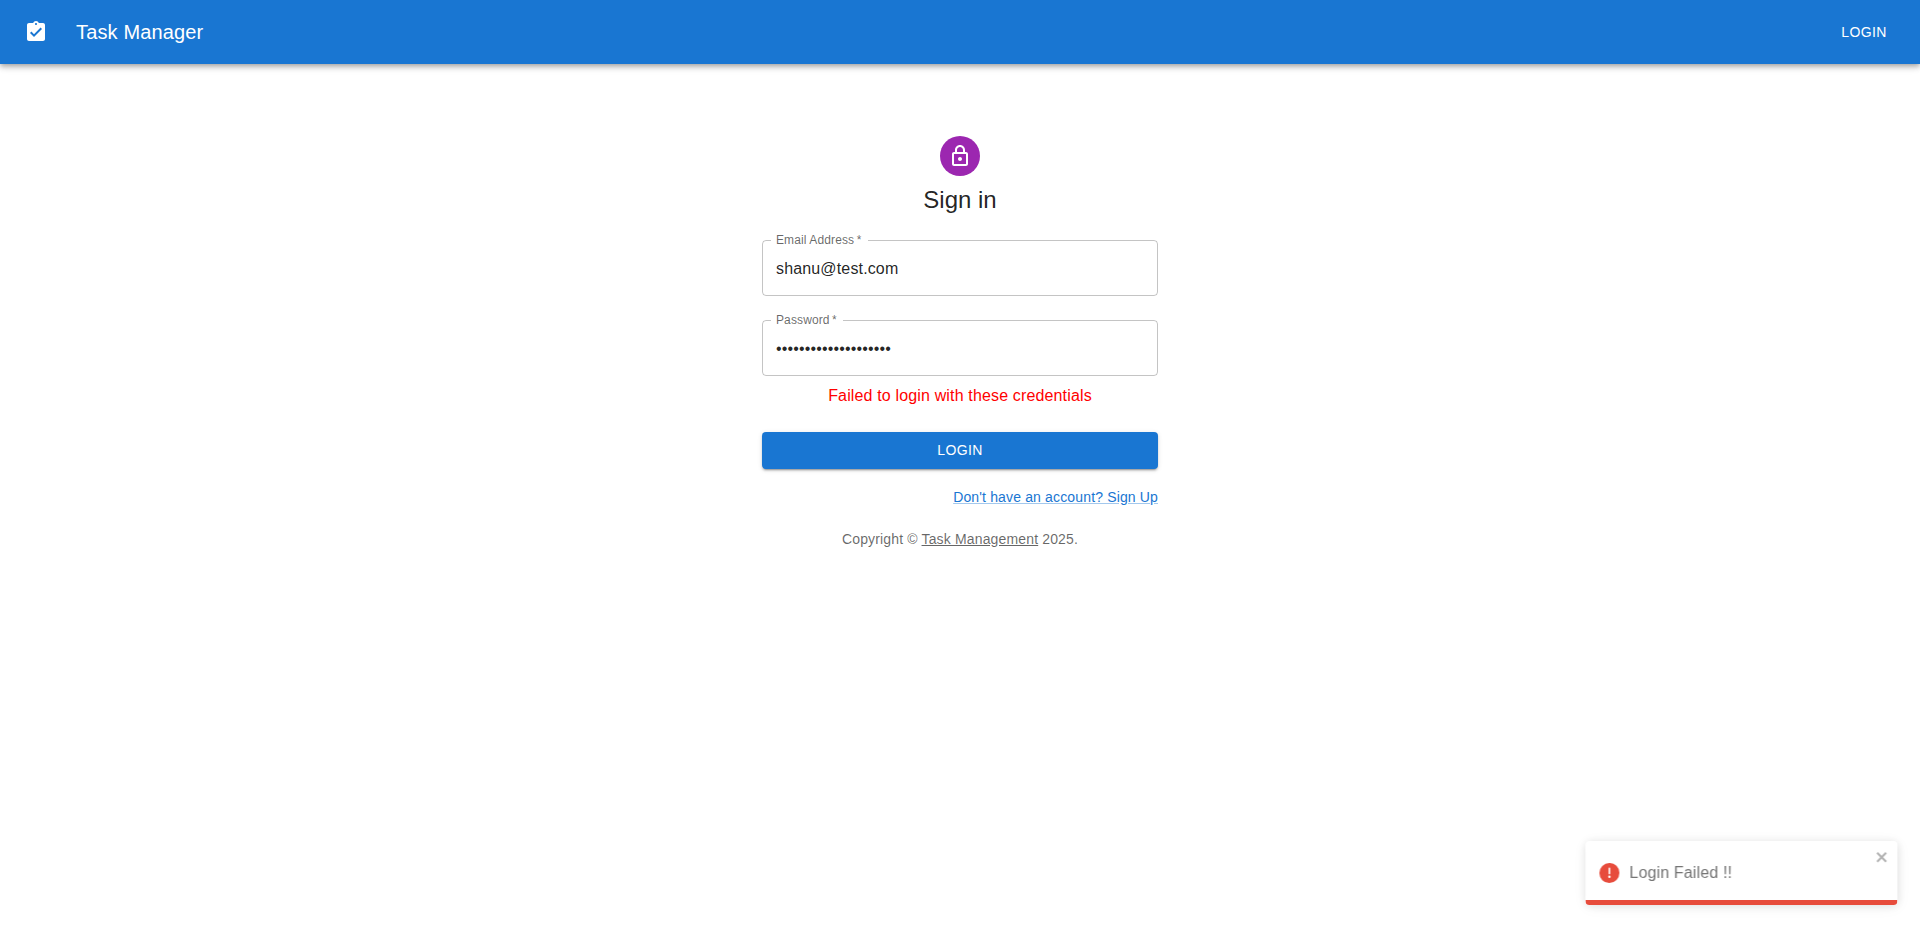 Task Manager
LOGIN
Sign in
Email Address *
shanu@test.com
Password *
••••••••••••••••••••
Failed to login with these credentials
LOGIN
Don't have an account? Sign Up
Copyright © Task Management 2025.
Login Failed !!